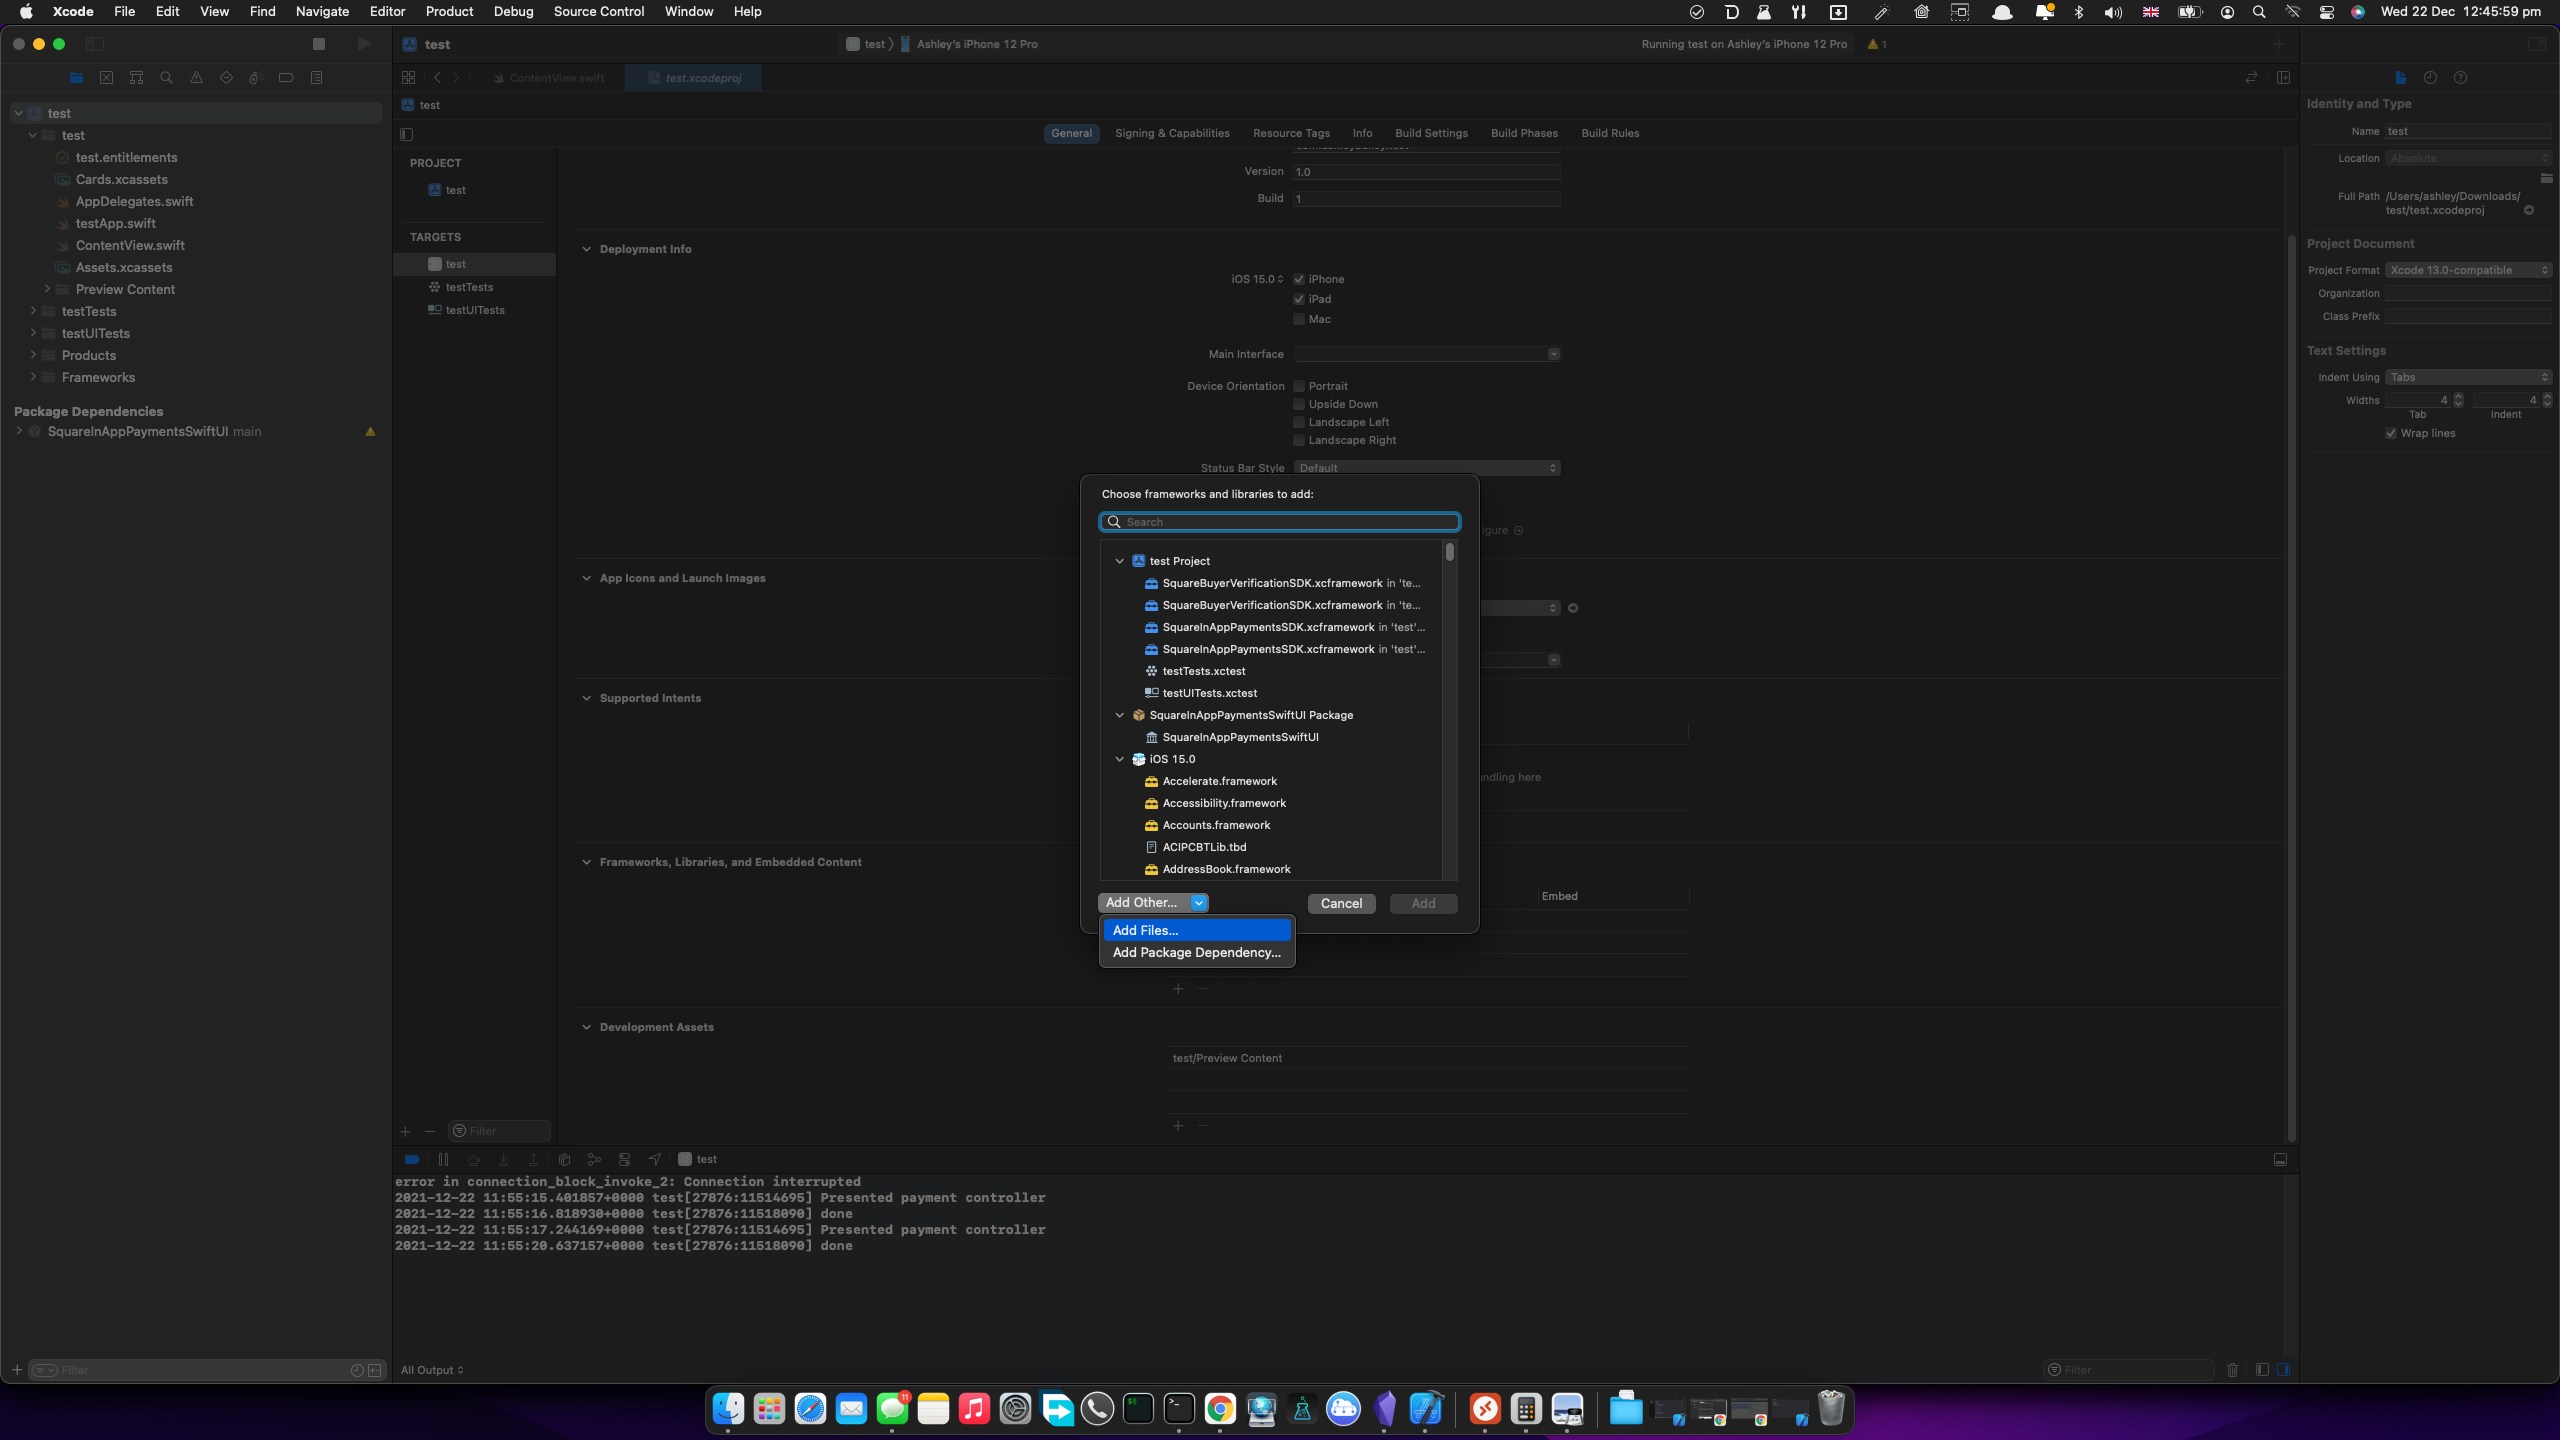 Xcode File Edit View Find Navigate Editor Product Debug Source Control Window Help
Wed 22 Dec 12:45:59 pm
test
test
Ashley's iPhone 12 Pro
Running test on Ashley's iPhone 12 Pro
1
ContentView.swift
test.xcodeproj
test
test
test
test.entitlements
Cards.xcassets
AppDelegates.swift
testApp.swift
ContentView.swift
Assets.xcassets
Preview Content
testTests
testUITests
Products
Frameworks
Package Dependencies
SquareInAppPaymentsSwiftUI main
Filter
General
Signing & Capabilities
Resource Tags
Info
Build Settings
Build Phases
Build Rules
PROJECT
test
TARGETS
test
testTests
testUITests
Filter
Version 1.0
Build 1
Deployment Info
iOS 15.0
iPhone
iPad
Mac
Main Interface
Device Orientation
Portrait
Upside Down
Landscape Left
Landscape Right
Status Bar Style Default
App Icons and Launch Images
Supported Intents
Frameworks, Libraries, and Embedded Content
Embed
Development Assets
test/Preview Content
Choose frameworks and libraries to add:
Search
test Project
SquareBuyerVerificationSDK.xcframework in 'te...
SquareBuyerVerificationSDK.xcframework in 'te...
SquareInAppPaymentsSDK.xcframework in 'test'...
SquareInAppPaymentsSDK.xcframework in 'test'...
testTests.xctest
testUITests.xctest
SquareInAppPaymentsSwiftUI Package
SquareInAppPaymentsSwiftUI
iOS 15.0
Accelerate.framework
Accessibility.framework
Accounts.framework
ACIPCBTLib.tbd
AddressBook.framework
Add Other...
Cancel
Add
Add Files...
Add Package Dependency...
test
error in connection_block_invoke_2: Connection interrupted
2021-12-22 11:55:15.401857+0000 test[27876:11514695] Presented payment controller
2021-12-22 11:55:16.818930+0000 test[27876:11518090] done
2021-12-22 11:55:17.244169+0000 test[27876:11514695] Presented payment controller
2021-12-22 11:55:20.637157+0000 test[27876:11518090] done
All Output
Filter
Identity and Type
Name test
Location Absolute
Full Path /Users/ashley/Downloads/
test/test.xcodeproj
Project Document
Project Format Xcode 13.0-compatible
Organization
Class Prefix
Text Settings
Indent Using Tabs
Widths 4 4
Tab Indent
Wrap lines
11